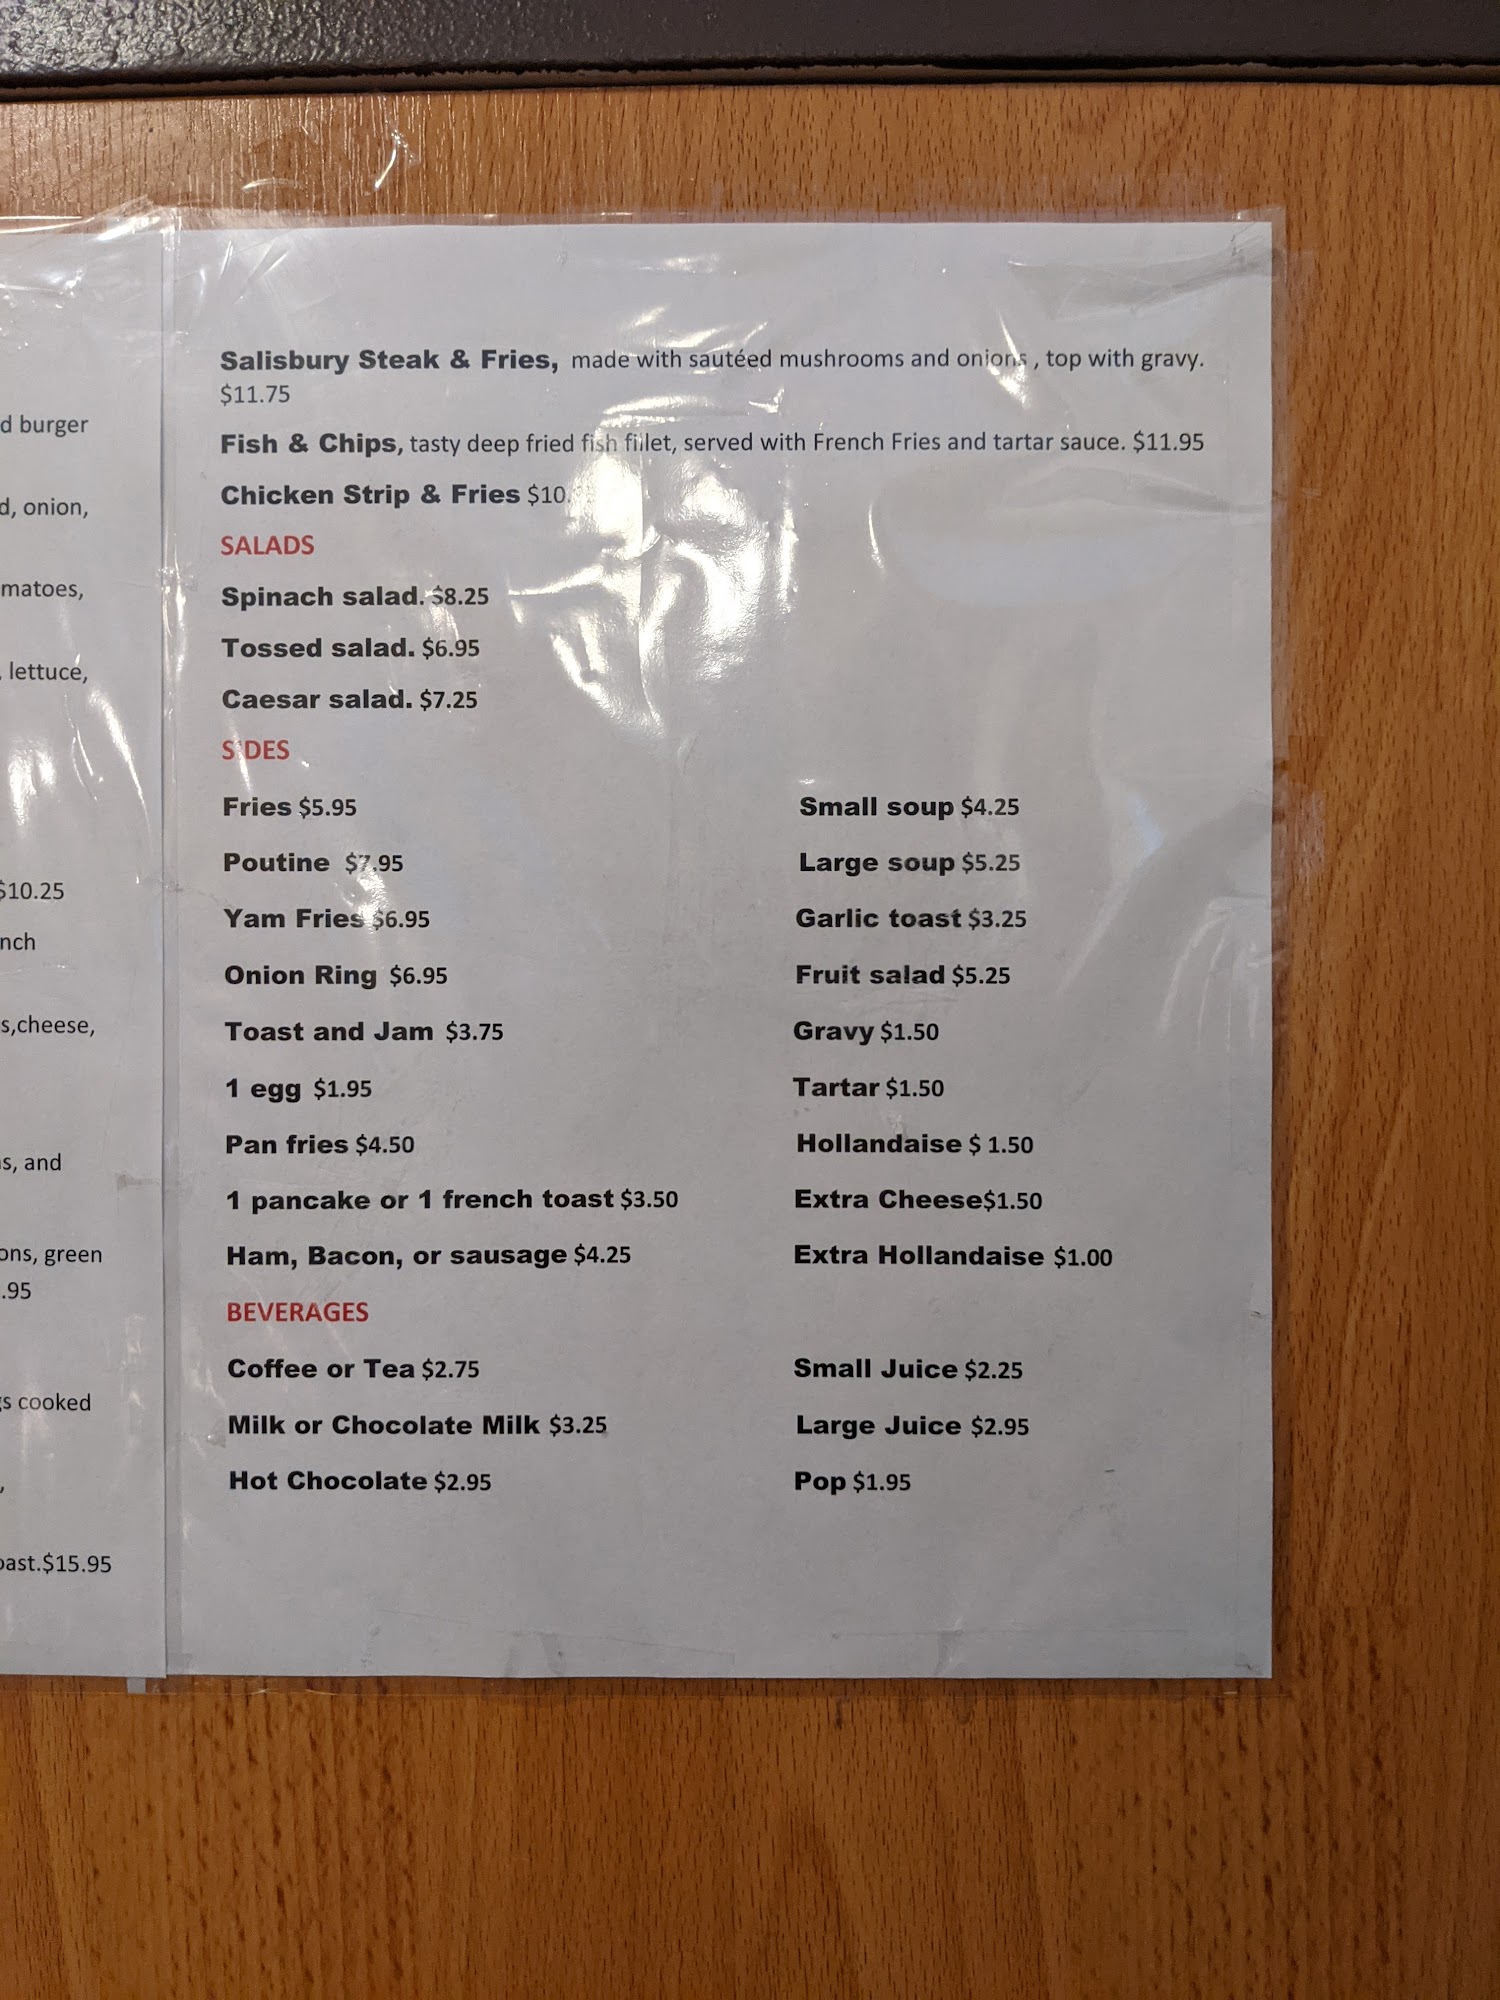 d burger
d, onion,
matoes,
, lettuce,
$10.25
nch
s,cheese,
s, and
ons, green
.95
gs cooked
,
oast.$15.95
Salisbury Steak & Fries, made with sautéed mushrooms and onions , top with gravy.
$11.75
Fish & Chips, tasty deep fried fish fillet, served with French Fries and tartar sauce. $11.95
Chicken Strip & Fries $10.
SALADS
Spinach salad. $8.25
Tossed salad. $6.95
Caesar salad. $7.25
SIDES
Fries $5.95
Poutine $7.95
Yam Fries $6.95
Onion Ring $6.95
Toast and Jam $3.75
1 egg $1.95
Pan fries $4.50
1 pancake or 1 french toast $3.50
Ham, Bacon, or sausage $4.25
Small soup $4.25
Large soup $5.25
Garlic toast $3.25
Fruit salad $5.25
Gravy $1.50
Tartar $1.50
Hollandaise $ 1.50
Extra Cheese$1.50
Extra Hollandaise $1.00
BEVERAGES
Coffee or Tea $2.75
Milk or Chocolate Milk $3.25
Hot Chocolate $2.95
Small Juice $2.25
Large Juice $2.95
Pop $1.95